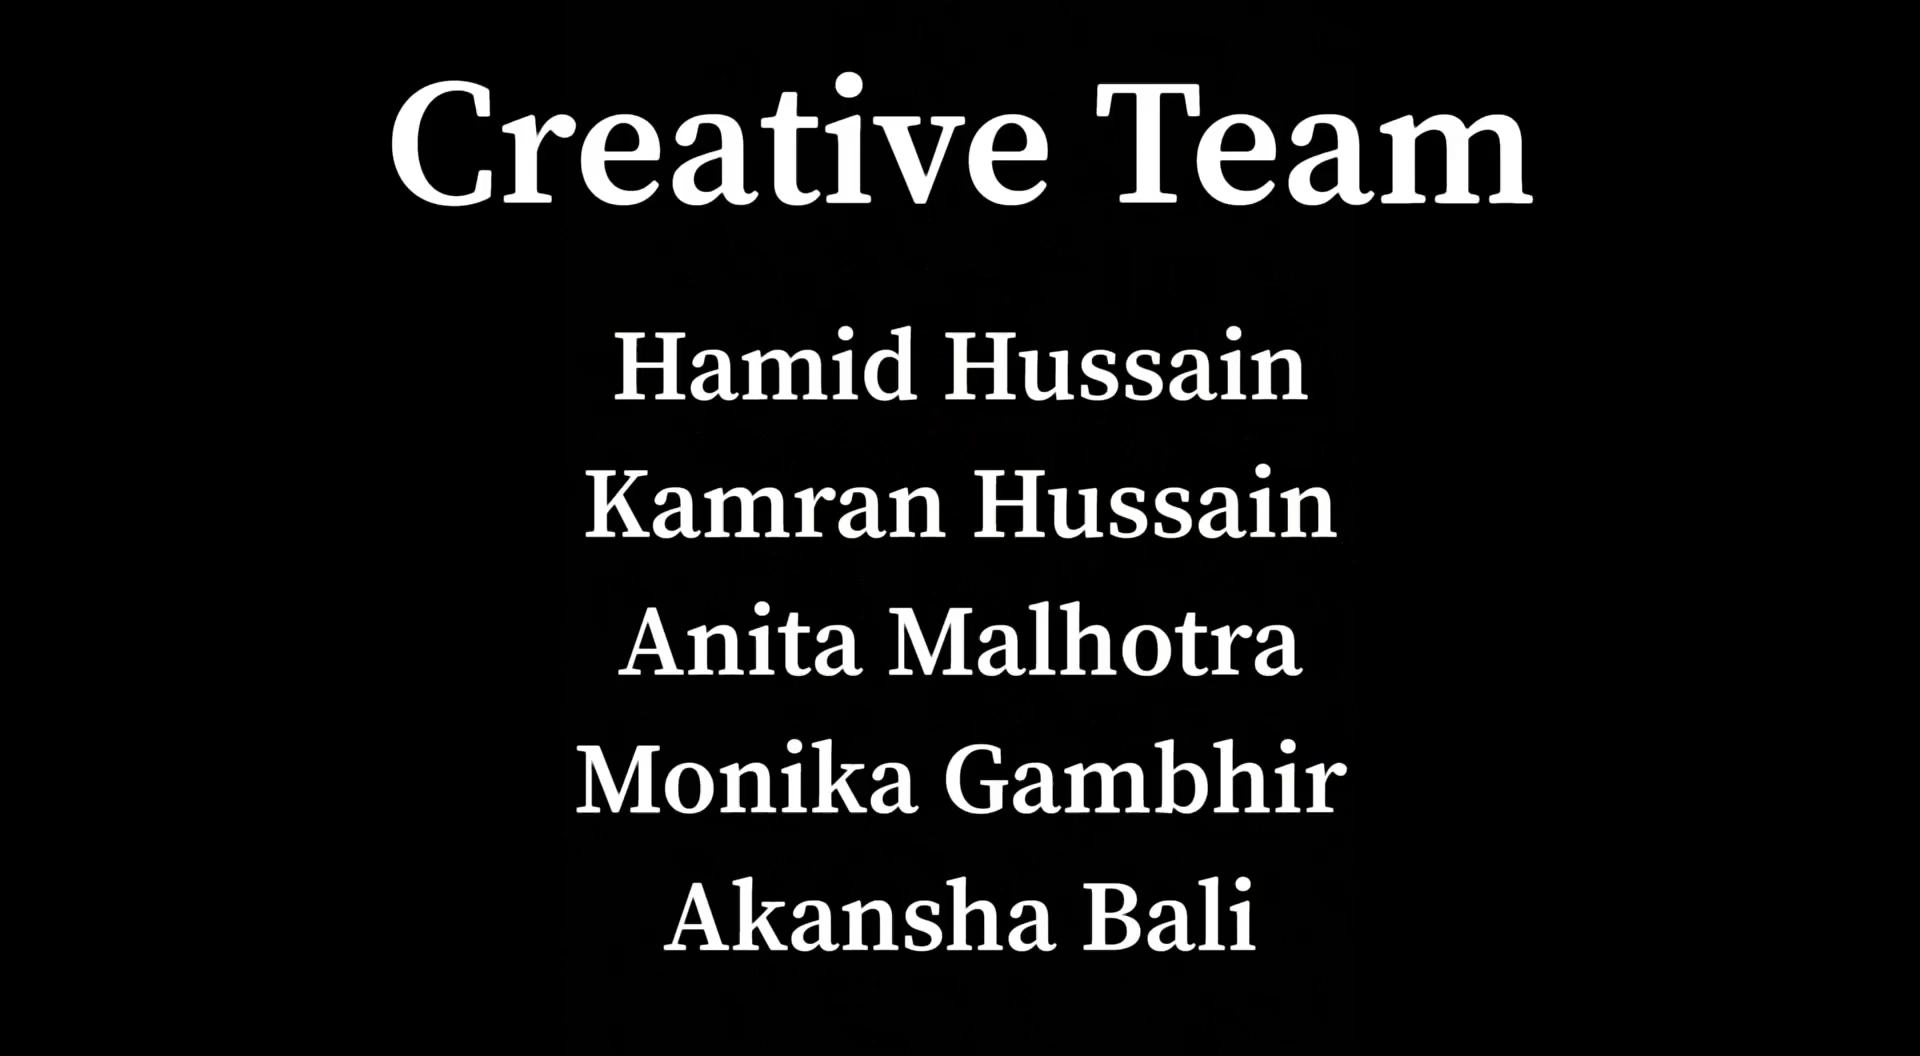 Creative Team
Hamid Hussain
Kamran Hussain
Anita Malhotra
Monika Gambhir
Akansha Bali